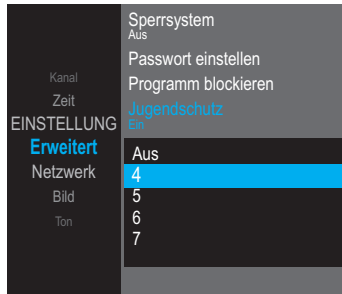 Kanal
Zeit
EINSTELLUNG
Erweitert
Netzwerk
Bild
Ton
Sperrsystem
Aus
Passwort einstellen
Programm blockieren
Jugendschutz
Ein
Aus
4
5
6
7